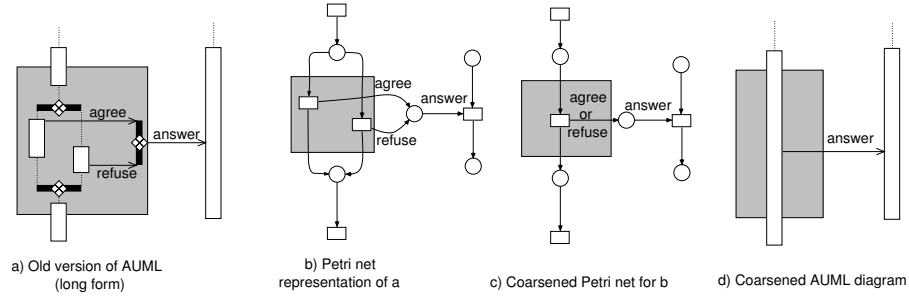 agree
answer
refuse
a) Old version of AUML
(long form)
agree
answer
refuse
b) Petri net
representation of a
agree
or
refuse
answer
c) Coarsened Petri net for b
answer
d) Coarsened AUML diagram